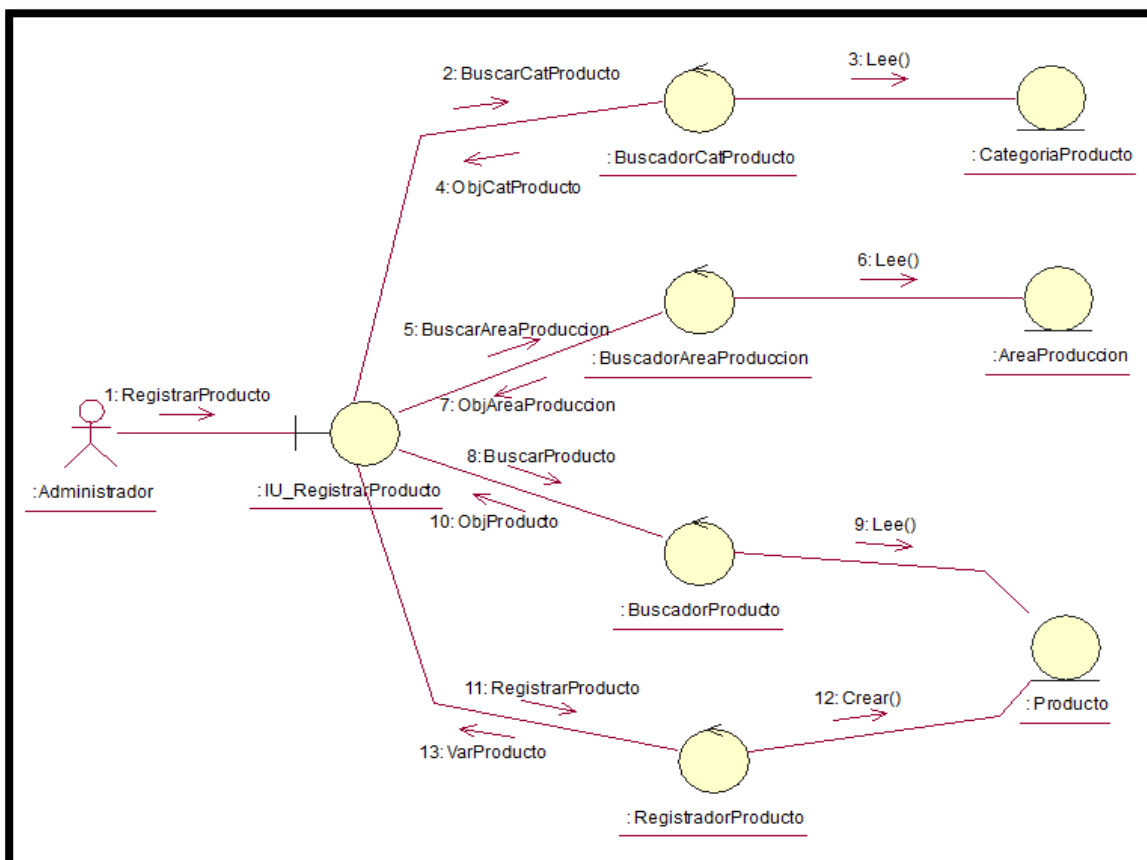 2: BuscarCatProducto
3: Lee()
: BuscadorCatProducto
: CategoriaProducto
4: ObjCatProducto
6: Lee()
5: BuscarAreaProduccion
: BuscadorAreaProduccion
: AreaProduccion
1: RegistrarProducto
7: ObjAreaProduccion
8: BuscarProducto
: Administrador
: IU_RegistrarProducto
10: ObjProducto
9: Lee()
: BuscadorProducto
11: RegistrarProducto
12: Crear()
: Producto
13: VarProducto
: RegistradorProducto